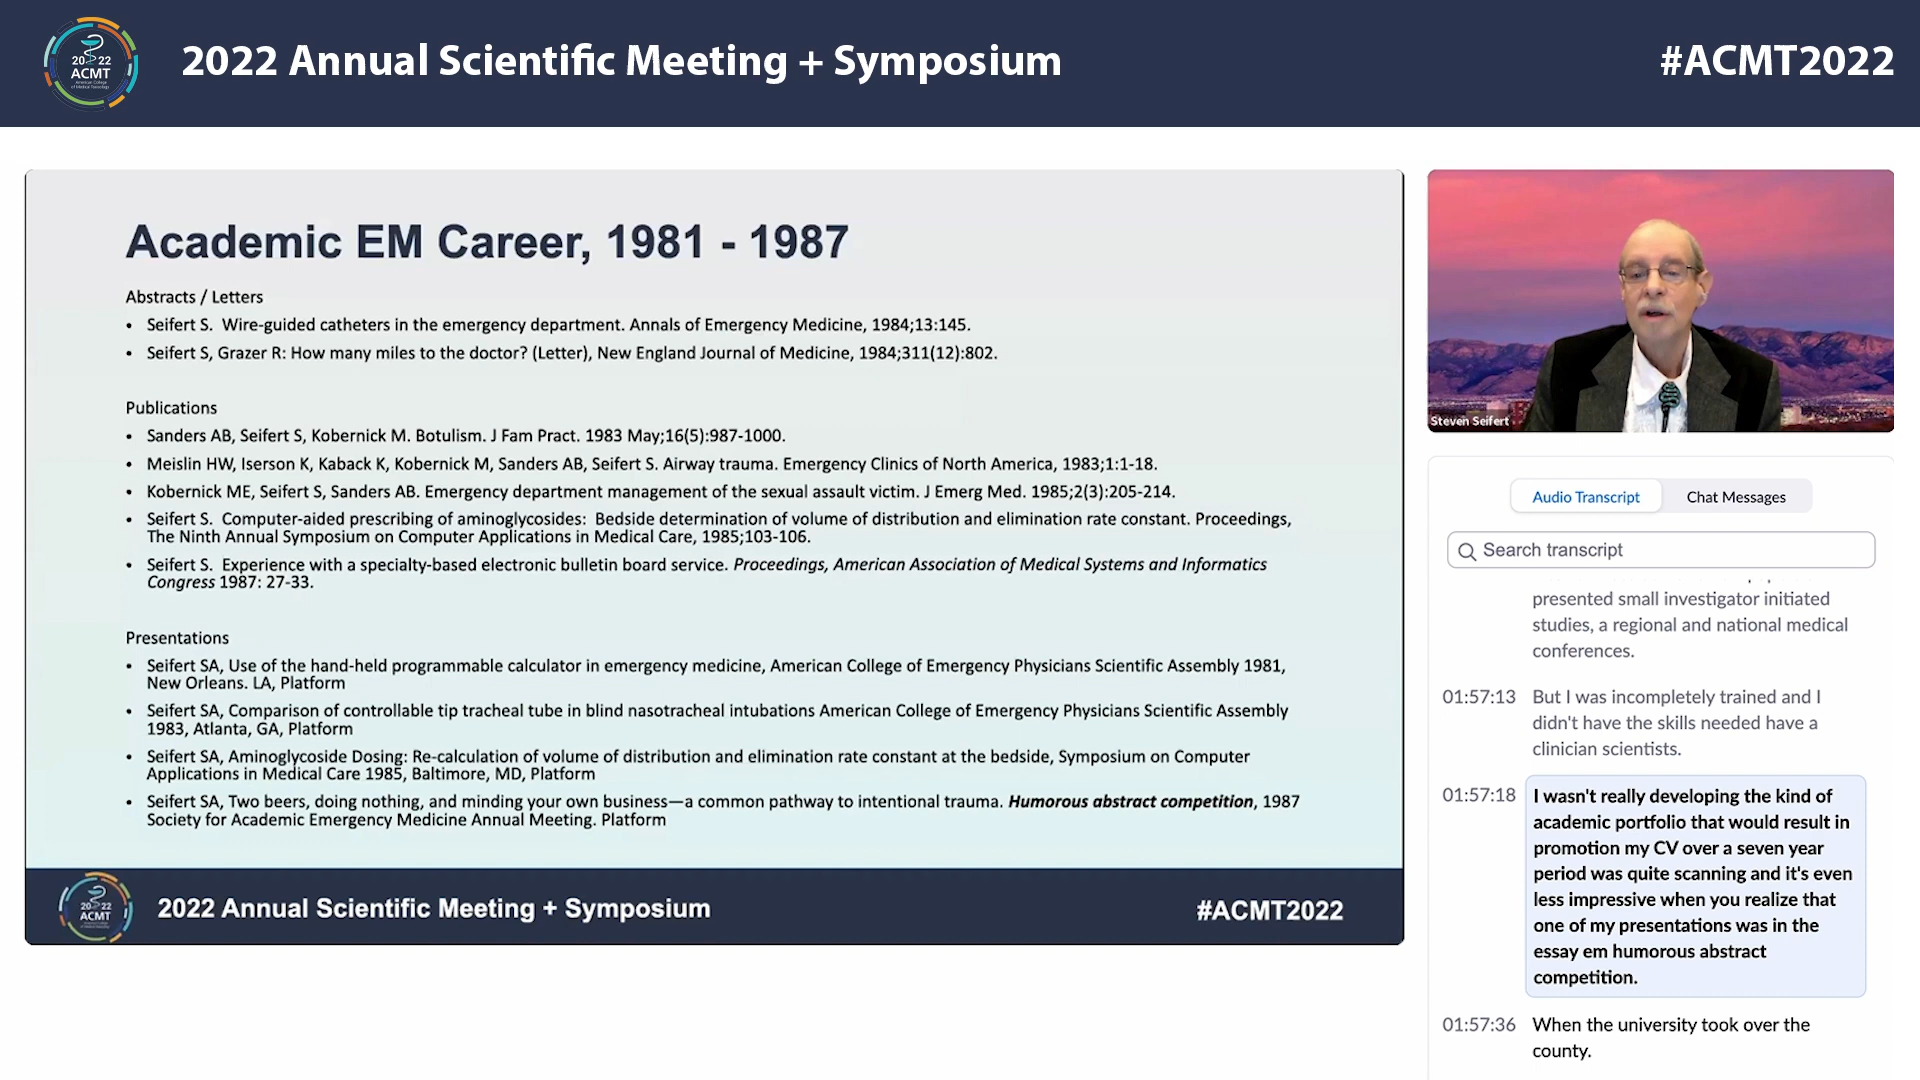 2022 ACMT
American College
of Medical Toxicology
2022 Annual Scientific Meeting + Symposium
#ACMT2022
Academic EM Career, 1981 - 1987
Abstracts / Letters
• Seifert S.  Wire-guided catheters in the emergency department. Annals of Emergency Medicine, 1984;13:145.
• Seifert S, Grazer R: How many miles to the doctor? (Letter), New England Journal of Medicine, 1984;311(12):802.
Publications
• Sanders AB, Seifert S, Kobernick M. Botulism. J Fam Pract. 1983 May;16(5):987-1000.
• Meislin HW, Iserson K, Kaback K, Kobernick M, Sanders AB, Seifert S. Airway trauma. Emergency Clinics of North America, 1983;1:1-18.
• Kobernick ME, Seifert S, Sanders AB. Emergency department management of the sexual assault victim. J Emerg Med. 1985;2(3):205-214.
• Seifert S.  Computer-aided prescribing of aminoglycosides:  Bedside determination of volume of distribution and elimination rate constant. Proceedings,
The Ninth Annual Symposium on Computer Applications in Medical Care, 1985;103-106.
• Seifert S.  Experience with a specialty-based electronic bulletin board service. Proceedings, American Association of Medical Systems and Informatics
Congress 1987: 27-33.
Presentations
• Seifert SA, Use of the hand-held programmable calculator in emergency medicine, American College of Emergency Physicians Scientific Assembly 1981,
New Orleans. LA, Platform
• Seifert SA, Comparison of controllable tip tracheal tube in blind nasotracheal intubations American College of Emergency Physicians Scientific Assembly
1983, Atlanta, GA, Platform
• Seifert SA, Aminoglycoside Dosing: Re-calculation of volume of distribution and elimination rate constant at the bedside, Symposium on Computer
Applications in Medical Care 1985, Baltimore, MD, Platform
• Seifert SA, Two beers, doing nothing, and minding your own business—a common pathway to intentional trauma. Humorous abstract competition, 1987
Society for Academic Emergency Medicine Annual Meeting. Platform
2022 ACMT
2022 Annual Scientific Meeting + Symposium
#ACMT2022
Steven Seifert
Audio Transcript
Chat Messages
Search transcript
presented small investigator initiated
studies, a regional and national medical
conferences.
01:57:13 But I was incompletely trained and I
didn't have the skills needed have a
clinician scientists.
01:57:18 I wasn't really developing the kind of
academic portfolio that would result in
promotion my CV over a seven year
period was quite scanning and it's even
less impressive when you realize that
one of my presentations was in the
essay em humorous abstract
competition.
01:57:36 When the university took over the
county.